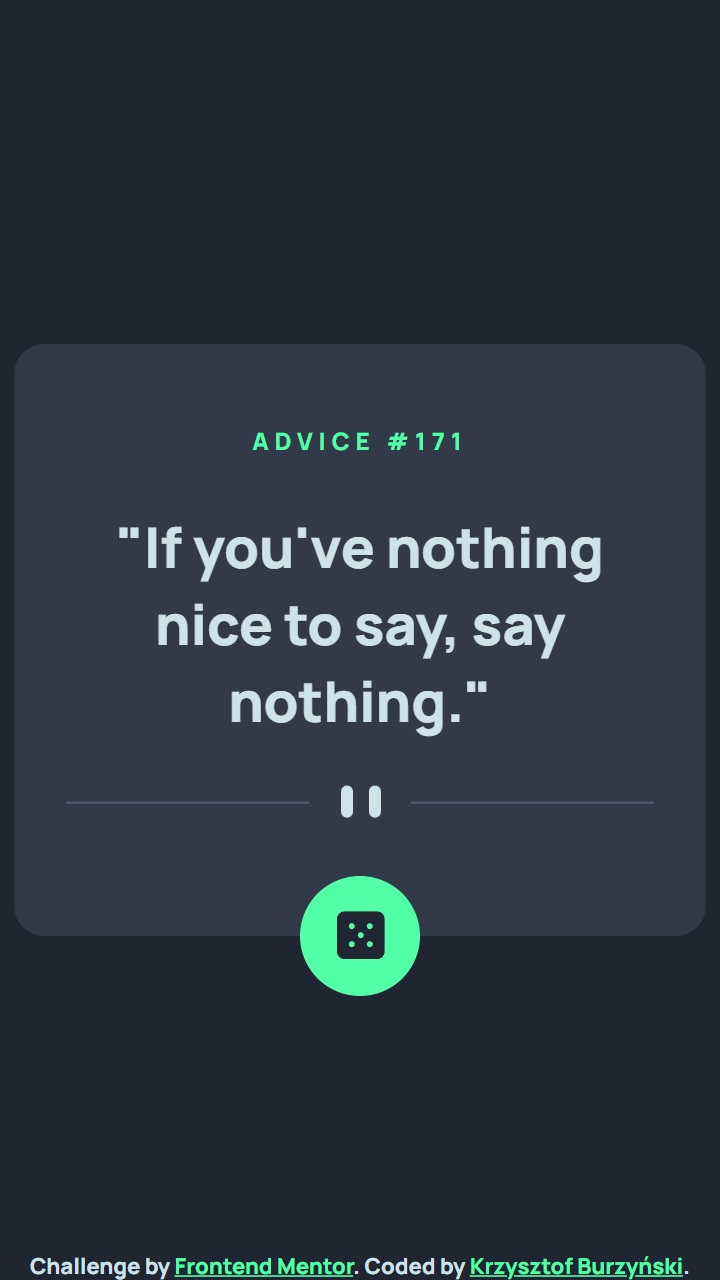 ADVICE #171
"If you've nothing
nice to say, say
nothing."
Challenge by Frontend Mentor. Coded by Krzysztof Burzyński.